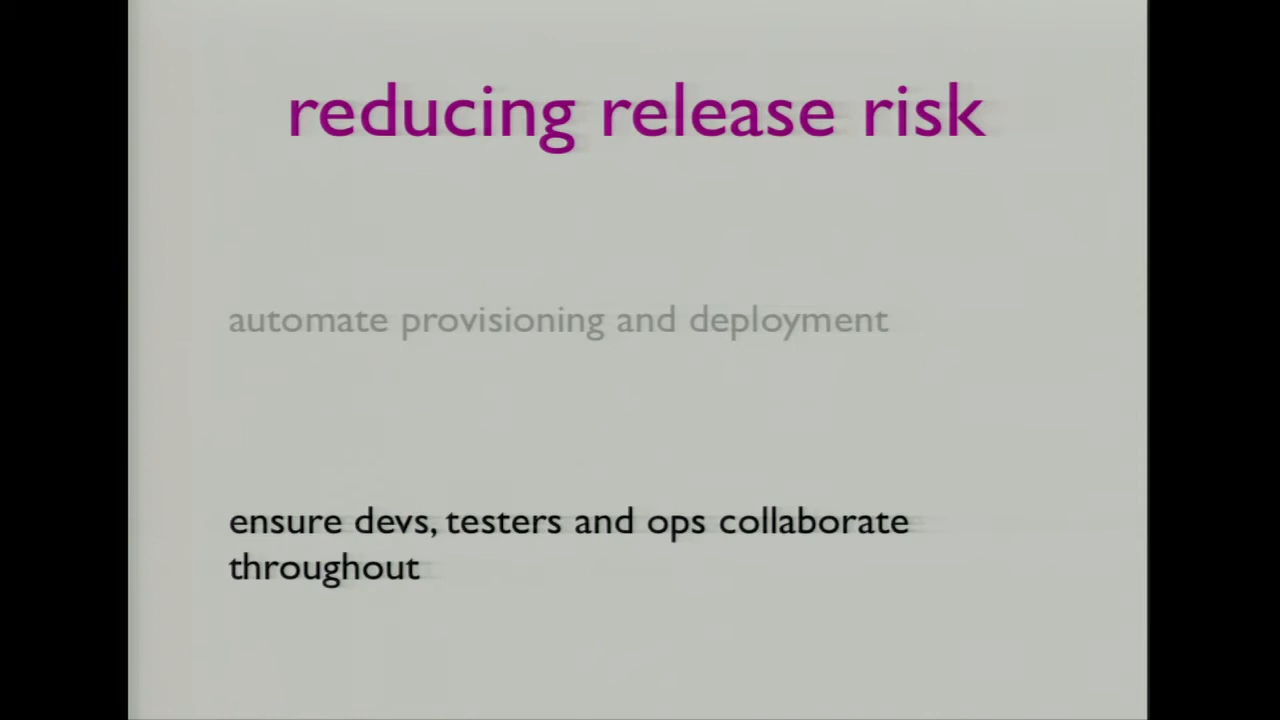 reducing release risk
automate provisioning and deployment
ensure devs, testers and ops collaborate
throughout